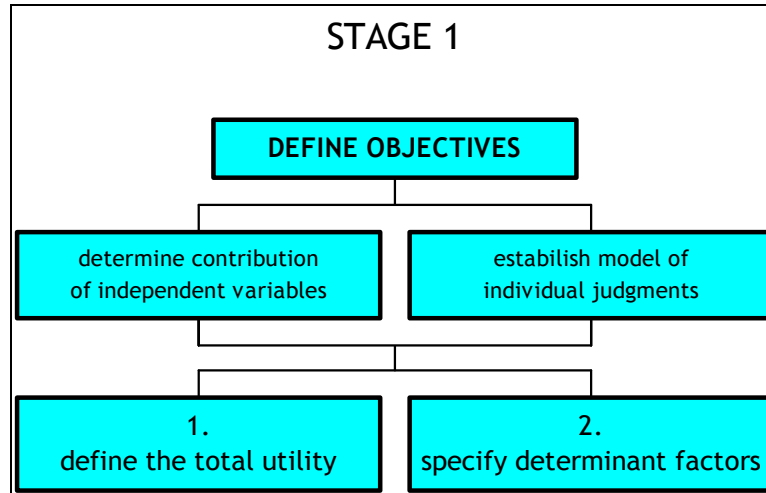 STAGE 1
DEFINE OBJECTIVES
determine contribution
of independent variables
estabilish model of
individual judgments
1.
define the total utility
2.
specify determinant factors